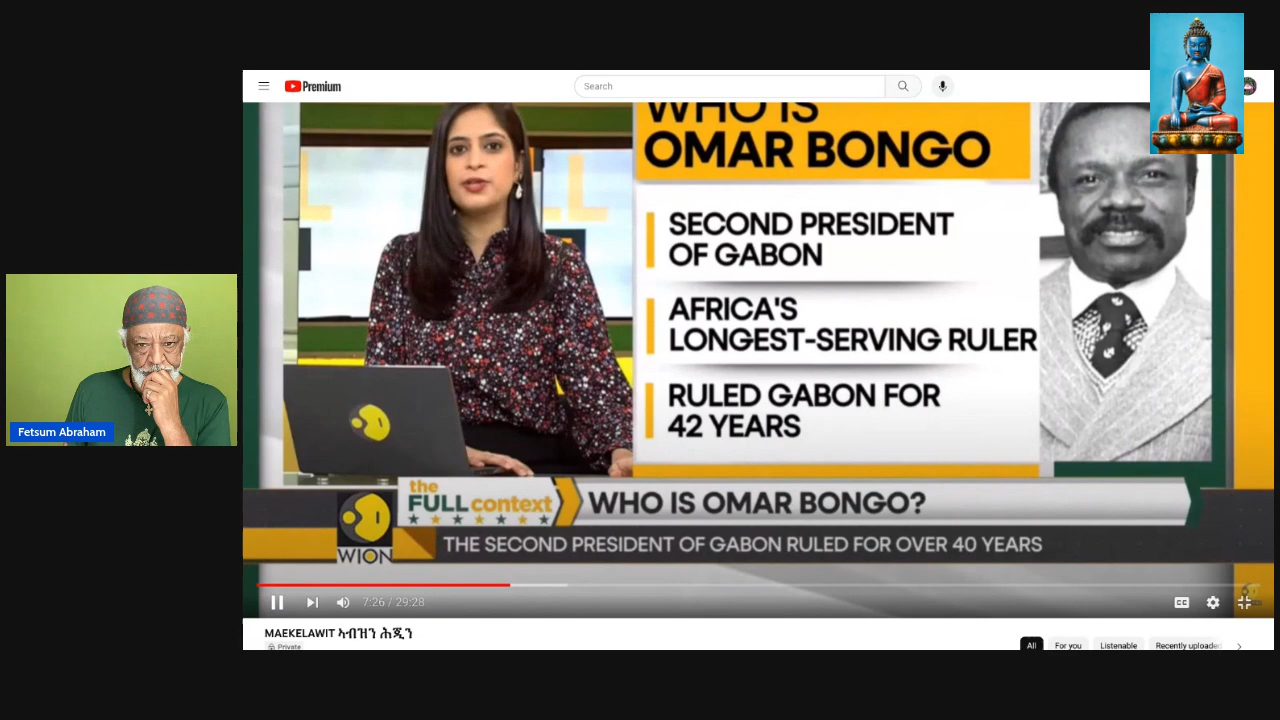 Premium
Search
WHO IS
OMAR BONGO
SECOND PRESIDENT
OF GABON
AFRICA'S
LONGEST-SERVING RULER
RULED GABON FOR
42 YEARS
Fetsum Abraham
the
FULL context
WHO IS OMAR BONGO?
WION
THE SECOND PRESIDENT OF GABON RULED FOR OVER 40 YEARS
7:26 / 29:28
CC
MAEKELAWIT ኣብዝን ሕጂን
Private
All
For you
Listenable
Recently uploaded